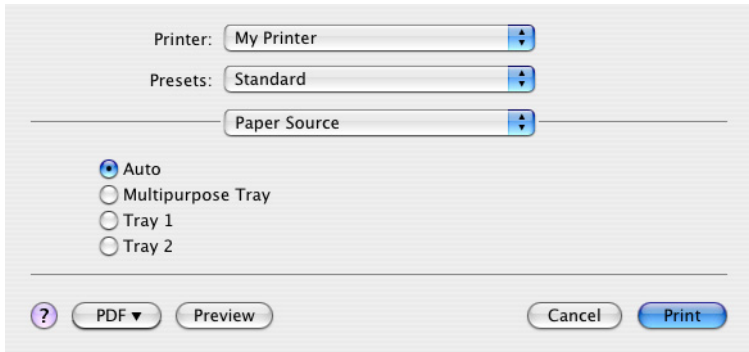 Printer: My Printer
Presets: Standard
Paper Source
Auto
Multipurpose Tray
Tray 1
Tray 2
? PDF ▼ Preview Cancel Print